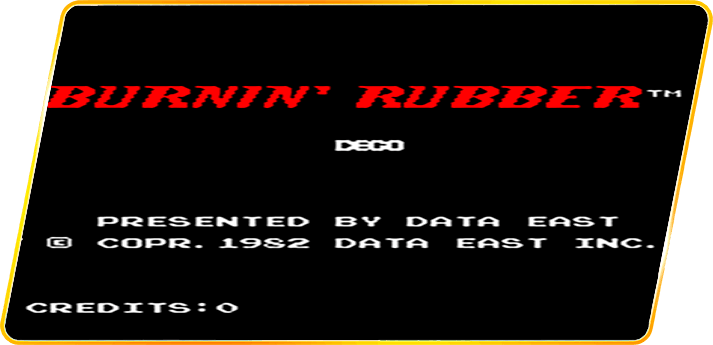 BURNIN' RUBBER™
DECO
PRESENTED BY DATA EAST
© COPR. 1982 DATA EAST INC.
CREDITS:0